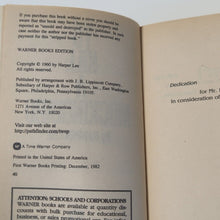 If you purchase this book without a cover you should be
aware that this book may have been stolen property and
reported as "unsold and destroyed" to the publisher. In such
case neither the author nor the publisher has received any
payment for this "stripped book."
WARNER BOOKS EDITION
Copyright © 1960 by Harper Lee
All rights reserved.
Published by arrangement with J. B. Lippincott Company,
Subsidiary of Harper & Row Publishers, Inc., East Washington
Square, Philadelphia, Pennsylvania 19105
Warner Books, Inc.
1271 Avenue of the Americas
New York, N.Y. 10020
Visit our web site at
http://pathfinder.com/twep
A Time Warner Company
Printed in the United States of America
First Warner Books Printing: December, 1982
40
ATTENTION: SCHOOLS AND CORPORATIONS
WARNER books are available at quantity dis-
counts with bulk purchase for educational,
business, or sales promotional use. For
Dedication
for Mr.
in consideration